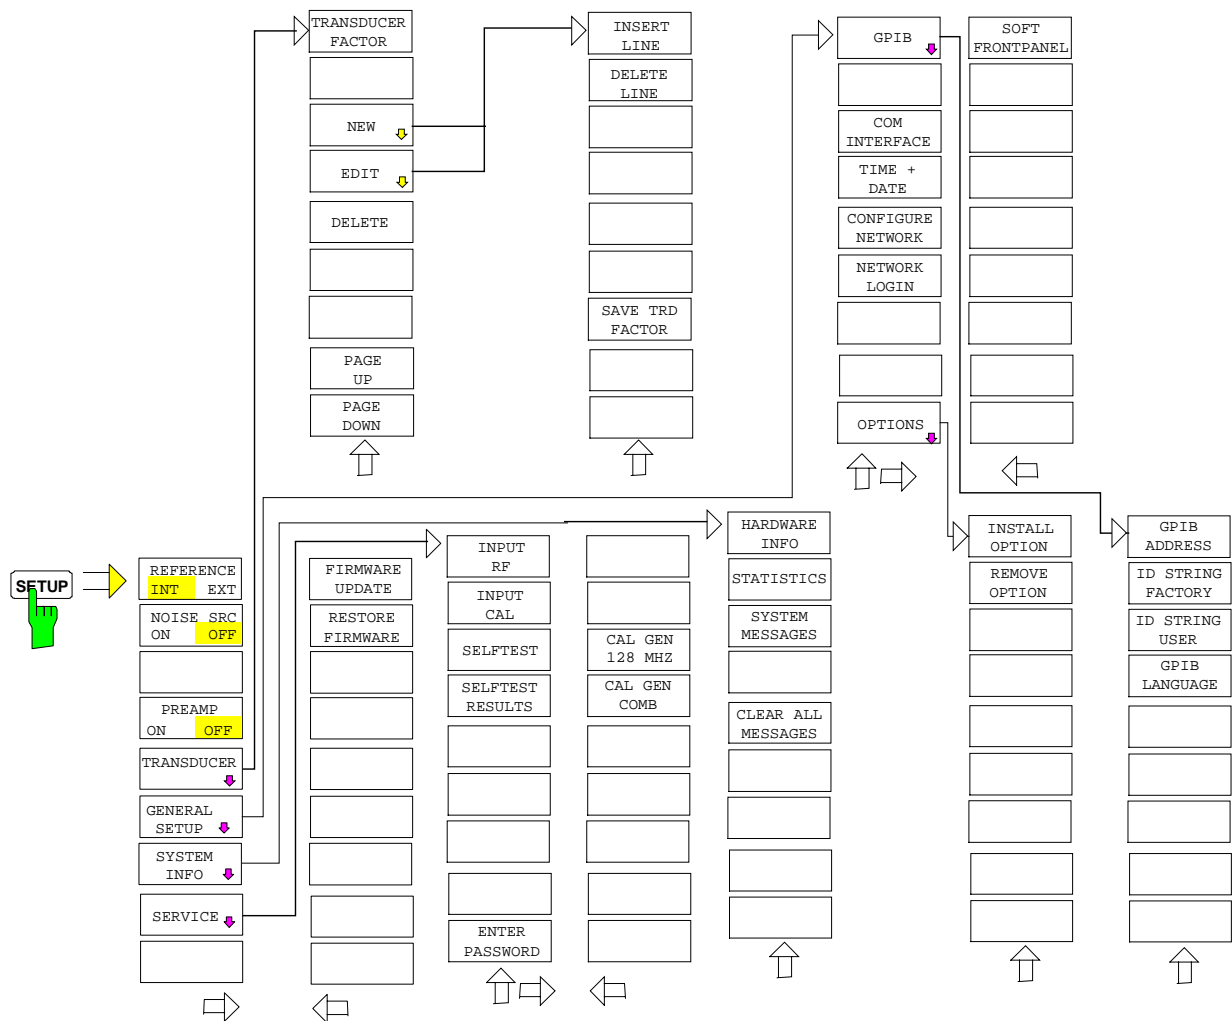 SETUP
REFERENCE
INT EXT
NOISE SRC
ON OFF
PREAMP
ON OFF
TRANSDUCER
GENERAL
SETUP
SYSTEM
INFO
SERVICE
FIRMWARE
UPDATE
RESTORE
FIRMWARE
TRANSDUCER
FACTOR
NEW
EDIT
DELETE
PAGE
UP
PAGE
DOWN
INSERT
LINE
DELETE
LINE
SAVE TRD
FACTOR
GPIB
COM
INTERFACE
TIME +
DATE
CONFIGURE
NETWORK
NETWORK
LOGIN
OPTIONS
SOFT
FRONTPANEL
INPUT
RF
INPUT
CAL
SELFTEST
SELFTEST
RESULTS
ENTER
PASSWORD
CAL GEN
128 MHZ
CAL GEN
COMB
HARDWARE
INFO
STATISTICS
SYSTEM
MESSAGES
CLEAR ALL
MESSAGES
INSTALL
OPTION
REMOVE
OPTION
GPIB
ADDRESS
ID STRING
FACTORY
ID STRING
USER
GPIB
LANGUAGE